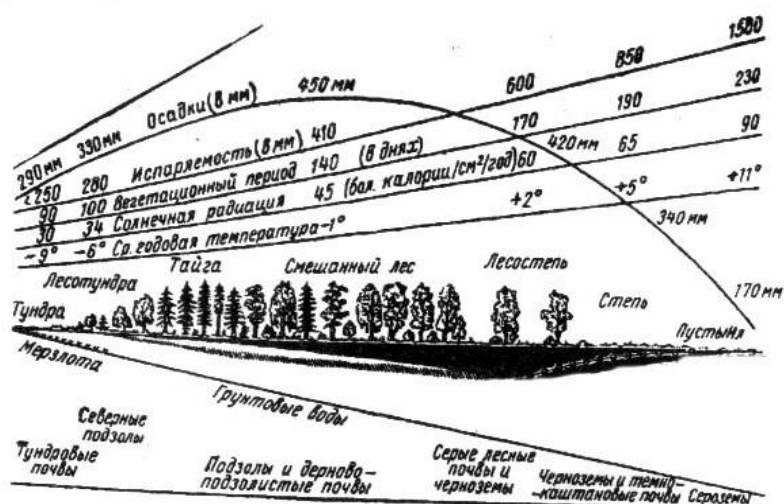 1500
850
600
450 мм
Осадки (в мм)
330 мм
290 мм
230
190
170
420 мм
410
Испаряемость (в мм)
280
<250
90
65
60
(в днях)
140
Вегетационный период
100
90
+11°
+5°
+2°
(бол. калории/см²/год)
45
Солнечная радиация
34
30
340 мм
Ср. годовая температура -1°
-6°
-9°
170 мм
Тундра
Лесотундра
Тайга
Смешанный лес
Лесостепь
Степь
Пустыня
Мерзлота
Грунтовые воды
Тундровые
почвы
Северные
подзолы
Подзолы и дерново-
подзолистые почвы
Серые лесные
почвы и
черноземы
Черноземы и темно-
каштановые почвы
Сероземы